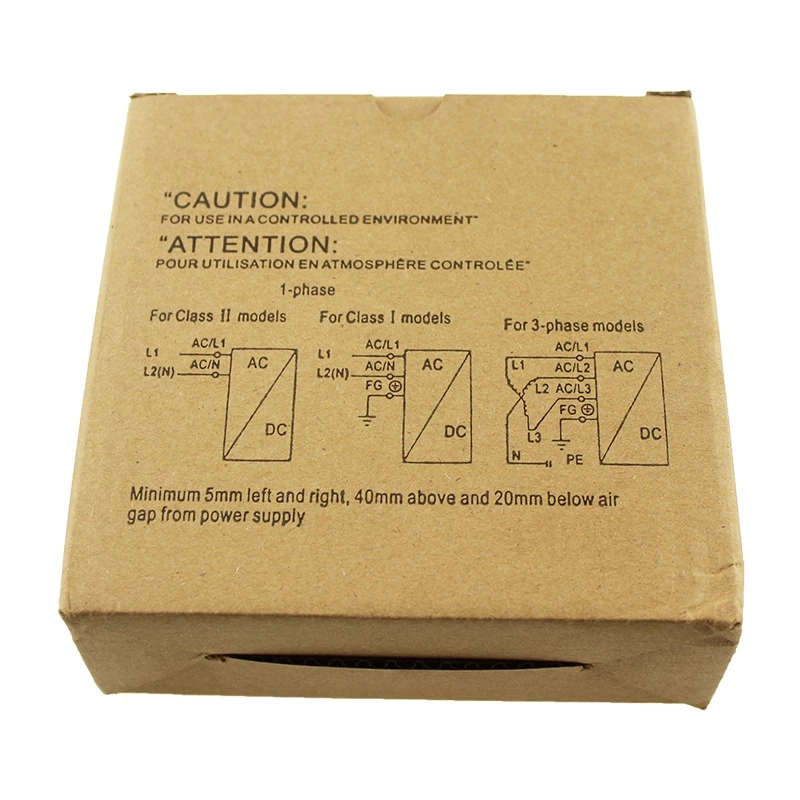 "CAUTION:
FOR USE IN A CONTROLLED ENVIRONMENT"
"ATTENTION:
POUR UTILISATION EN ATMOSPHÊRE CONTROLÉE"
1-phase
For Class II models
L1
AC/L1
L2(N)
AC/N
AC
DC
For Class I models
L1
AC/L1
L2(N)
AC/N
FG
AC
DC
For 3-phase models
L1
AC/L1
AC/L2
L2
AC/L3
FG
L3
N
PE
AC
DC
Minimum 5mm left and right, 40mm above and 20mm below air
gap from power supply